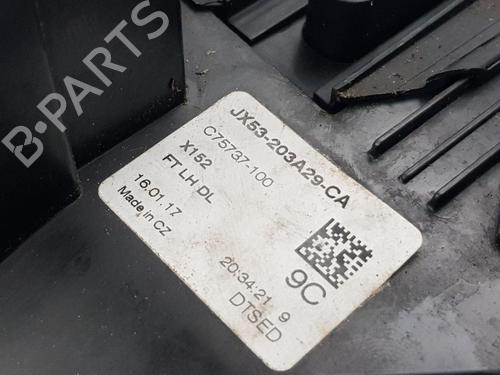 B-PARTS
JX53-203A29-CA
C75737-100
X152
FT LH DL
16.01.17
Made in CZ
20:34:21 9
9C
DTSED